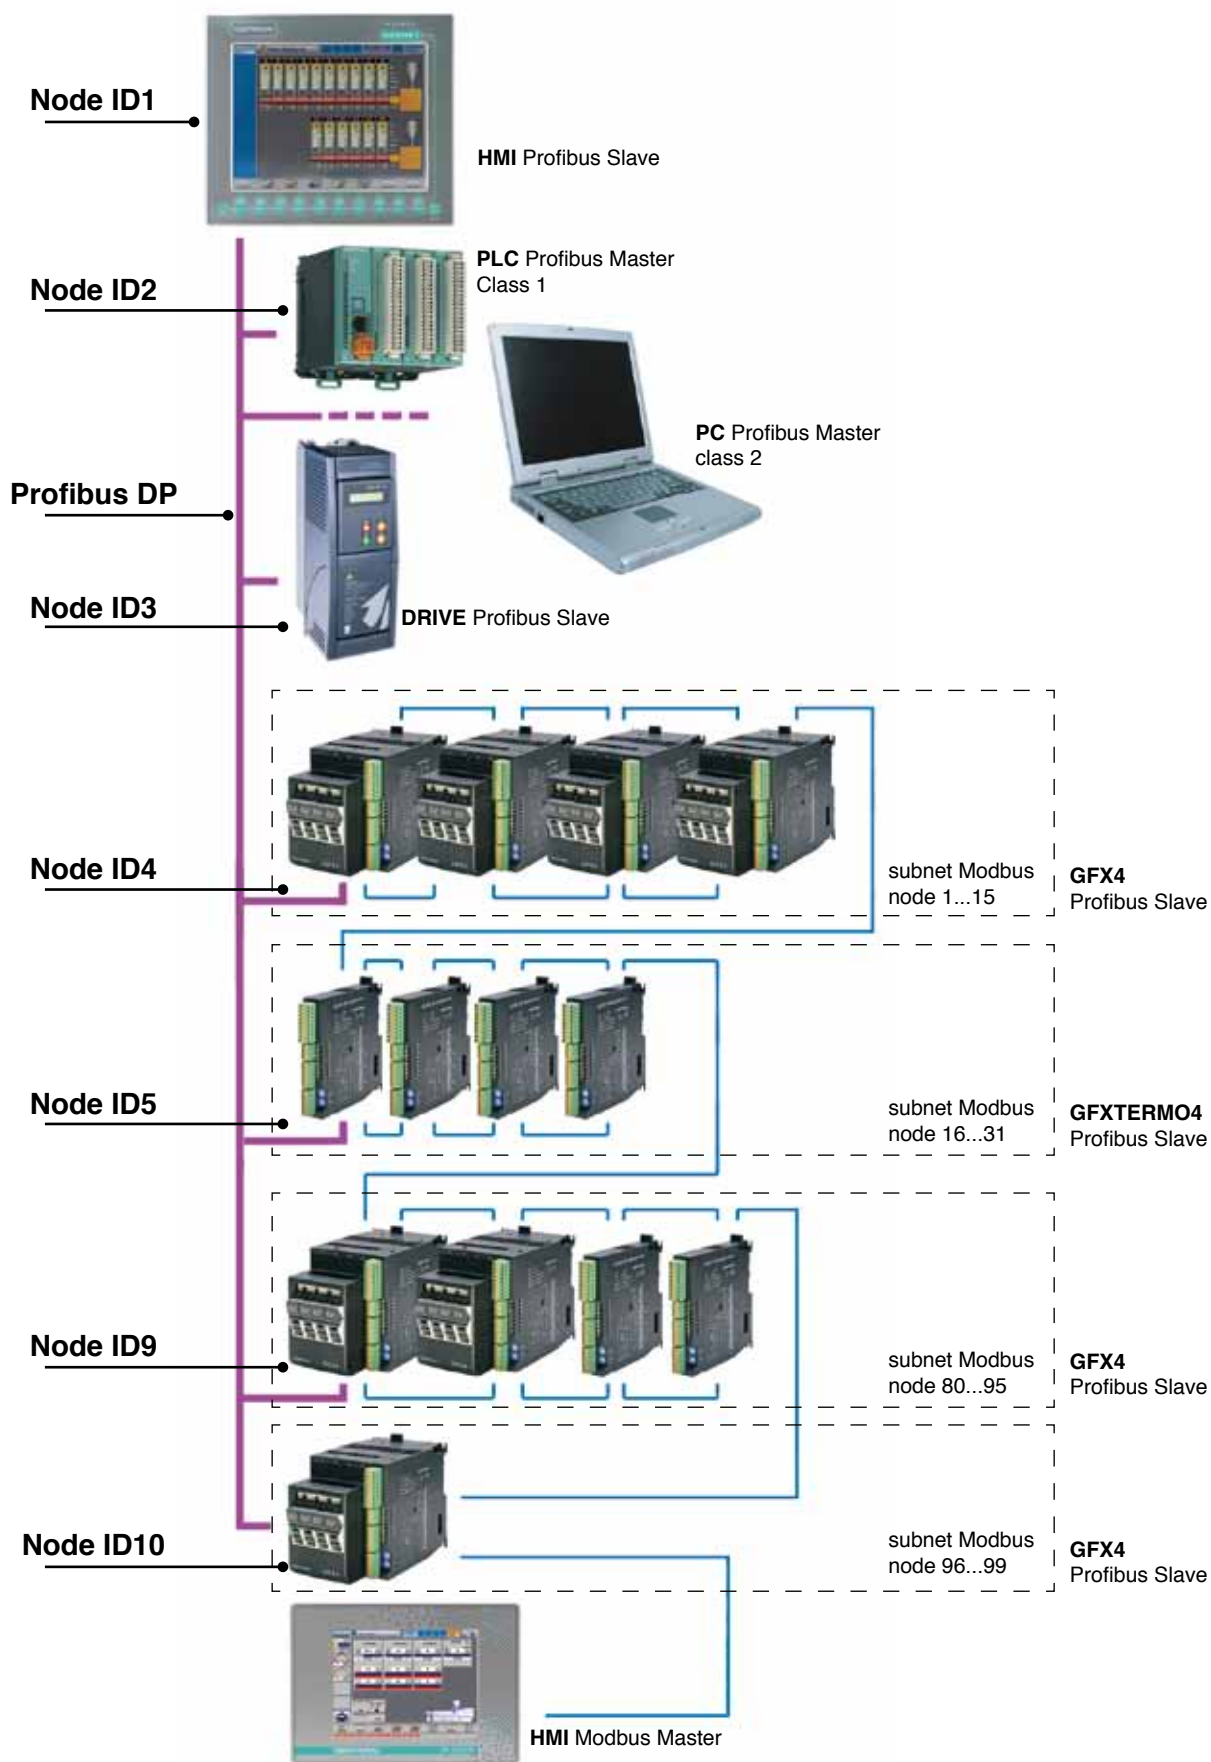 Node ID1
HMI Profibus Slave
PLC Profibus Master
Class 1
Node ID2
PC Profibus Master
class 2
Profibus DP
Node ID3
DRIVE Profibus Slave
Node ID4
subnet Modbus
node 1...15
GFX4
Profibus Slave
Node ID5
subnet Modbus
node 16...31
GFXTERMO4
Profibus Slave
Node ID9
subnet Modbus
node 80...95
GFX4
Profibus Slave
Node ID10
subnet Modbus
node 96...99
GFX4
Profibus Slave
HMI Modbus Master